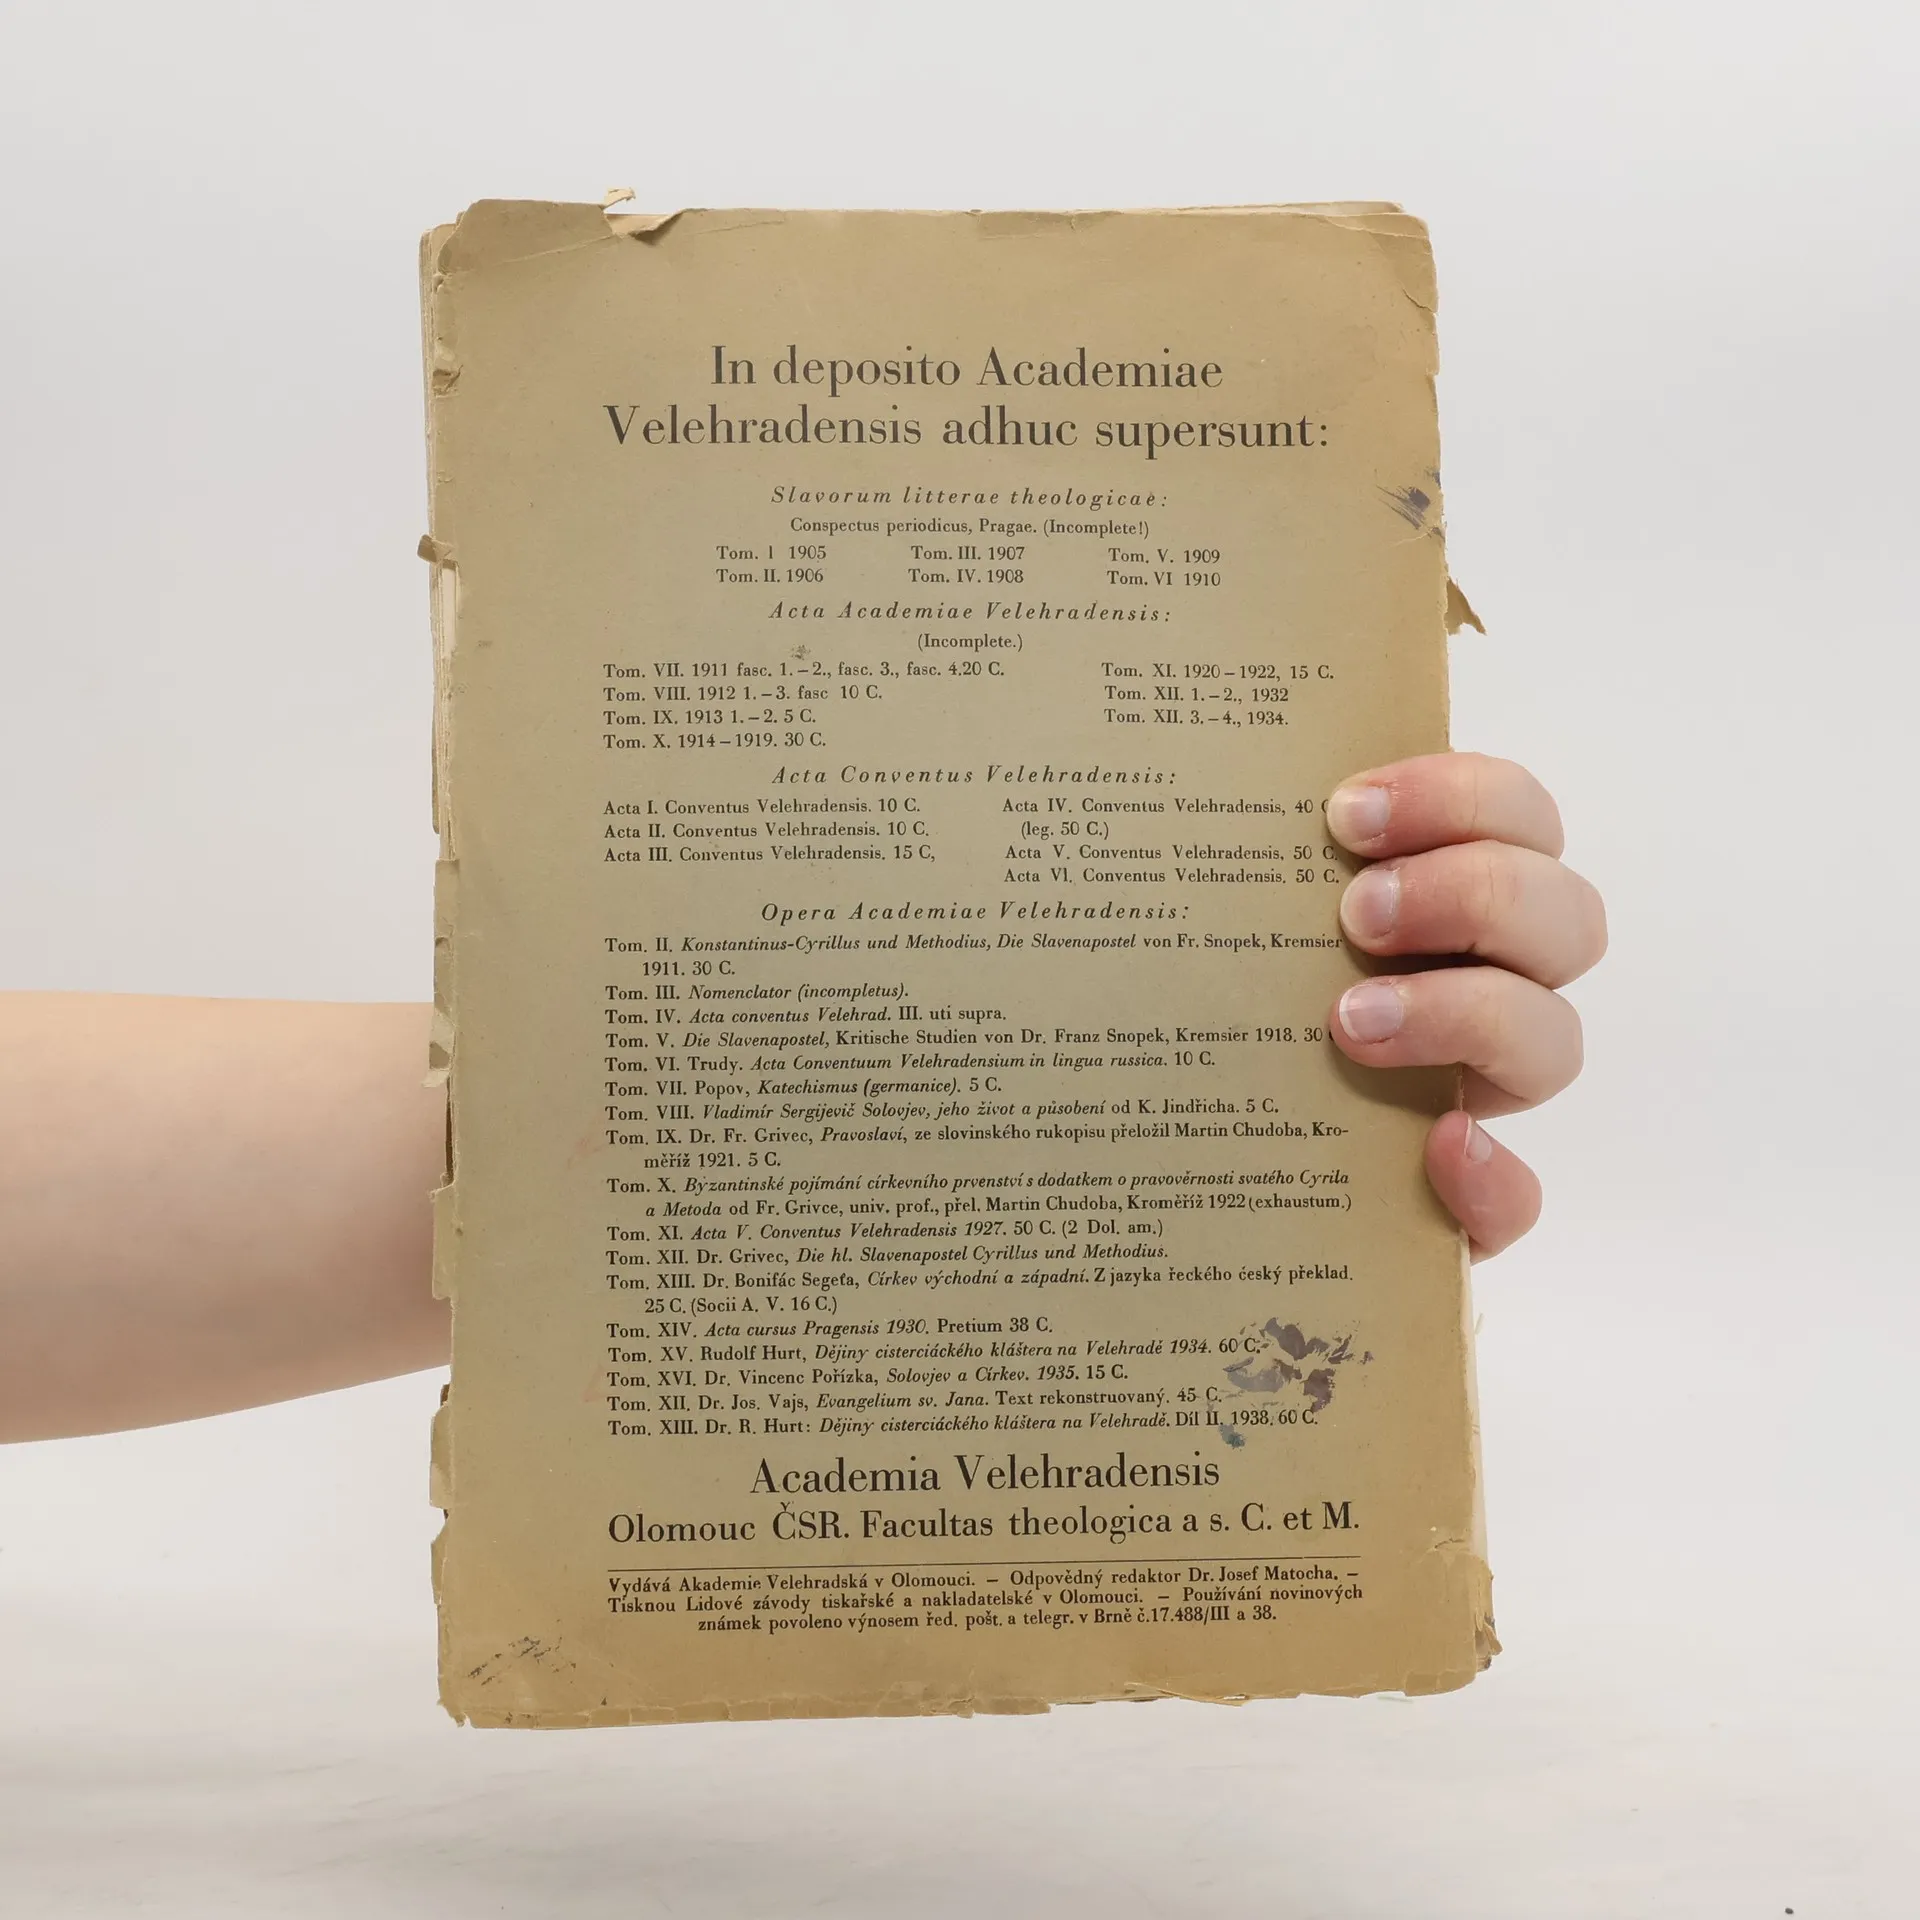 In deposito Academiae
Velehradensis adhuc supersunt:
Slavorum litterae theologicae:
Conspectus periodicus, Pragae. (Incomplete!)
Tom. I 1905 Tom. III. 1907 Tom. V. 1909
Tom. II. 1906 Tom. IV. 1908 Tom. VI 1910
Acta Academiae Velehradensis:
(Incomplete.)
Tom. VII. 1911 fasc. 1.–2., fasc. 3., fasc. 4.20 C. Tom. XI. 1920–1922, 15 C.
Tom. VIII. 1912 1.–3. fasc 10 C. Tom. XII. 1.–2., 1932
Tom. IX. 1913 1.–2. 5 C. Tom. XII. 3.–4., 1934.
Tom. X. 1914–1919. 30 C.
Acta Conventus Velehradensis:
Acta I. Conventus Velehradensis. 10 C. Acta IV. Conventus Velehradensis, 40
Acta II. Conventus Velehradensis. 10 C. (leg. 50 C.)
Acta III. Conventus Velehradensis. 15 C, Acta V. Conventus Velehradensis, 50 C.
Acta VI. Conventus Velehradensis. 50 C.
Opera Academiae Velehradensis:
Tom. II. Konstantinus-Cyrillus und Methodius, Die Slavenapostel von Fr. Snopek, Kremsier
1911. 30 C.
Tom. III. Nomenclator (incompletus).
Tom. IV. Acta conventus Velehrad. III. uti supra.
Tom. V. Die Slavenapostel, Kritische Studien von Dr. Franz Snopek, Kremsier 1918. 30
Tom. VI. Trudy. Acta Conventuum Velehradensium in lingua russica. 10 C.
Tom. VII. Popov, Katechismus (germanice). 5 C.
Tom. VIII. Vladimír Sergijevič Solovjev, jeho život a působení od K. Jindřicha. 5 C.
Tom. IX. Dr. Fr. Grivec, Pravoslaví, ze slovinského rukopisu přeložil Martin Chudoba, Kro-
měříž 1921. 5 C.
Tom. X. Byzantinské pojímání církevního prvenství s dodatkem o pravověrnosti svatého Cyrila
a Metoda od Fr. Grivce, univ. prof., přel. Martin Chudoba, Kroměříž 1922 (exhaustum.)
Tom. XI. Acta V. Conventus Velehradensis 1927. 50 C. (2 Dol. am.)
Tom. XII. Dr. Grivec, Die hl. Slavenapostel Cyrillus und Methodius.
Tom. XIII. Dr. Bonifác Segeťa, Církev východní a západní. Z jazyka řeckého český překlad.
25 C. (Socii A. V. 16 C.)
Tom. XIV. Acta cursus Pragensis 1930. Pretium 38 C.
Tom. XV. Rudolf Hurt, Dějiny cisterciáckého kláštera na Velehradě 1934. 60 C.
Tom. XVI. Dr. Vincenc Pořízka, Solovjev a Církev. 1935. 15 C.
Tom. XII. Dr. Jos. Vajs, Evangelium sv. Jana. Text rekonstruovaný. 45 C.
Tom. XIII. Dr. R. Hurt: Dějiny cisterciáckého kláštera na Velehradě. Díl II. 1938. 60 C.
Academia Velehradensis
Olomouc ČSR. Facultas theologica a s. C. et M.
Vydává Akademie Velehradská v Olomouci. – Odpovědný redaktor Dr. Josef Matocha. –
Tisknou Lidové závody tiskařské a nakladatelské v Olomouci. – Používání novinových
známek povoleno výnosem řed. pošt. a telegr. v Brně č.17.488/III a 38.